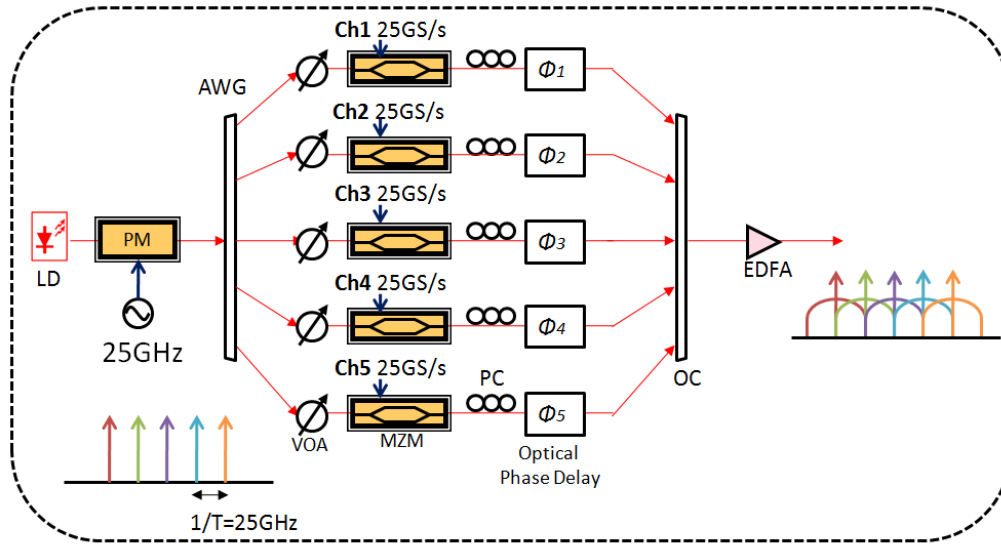 Ch1 25GS/s
AWG
Φ1
Ch2 25GS/s
Φ2
Ch3 25GS/s
PM
Φ3
LD
EDFA
Ch4 25GS/s
25GHz
Φ4
Ch5 25GS/s
PC
OC
Φ5
VOA
MZM
Optical
Phase Delay
1/T=25GHz